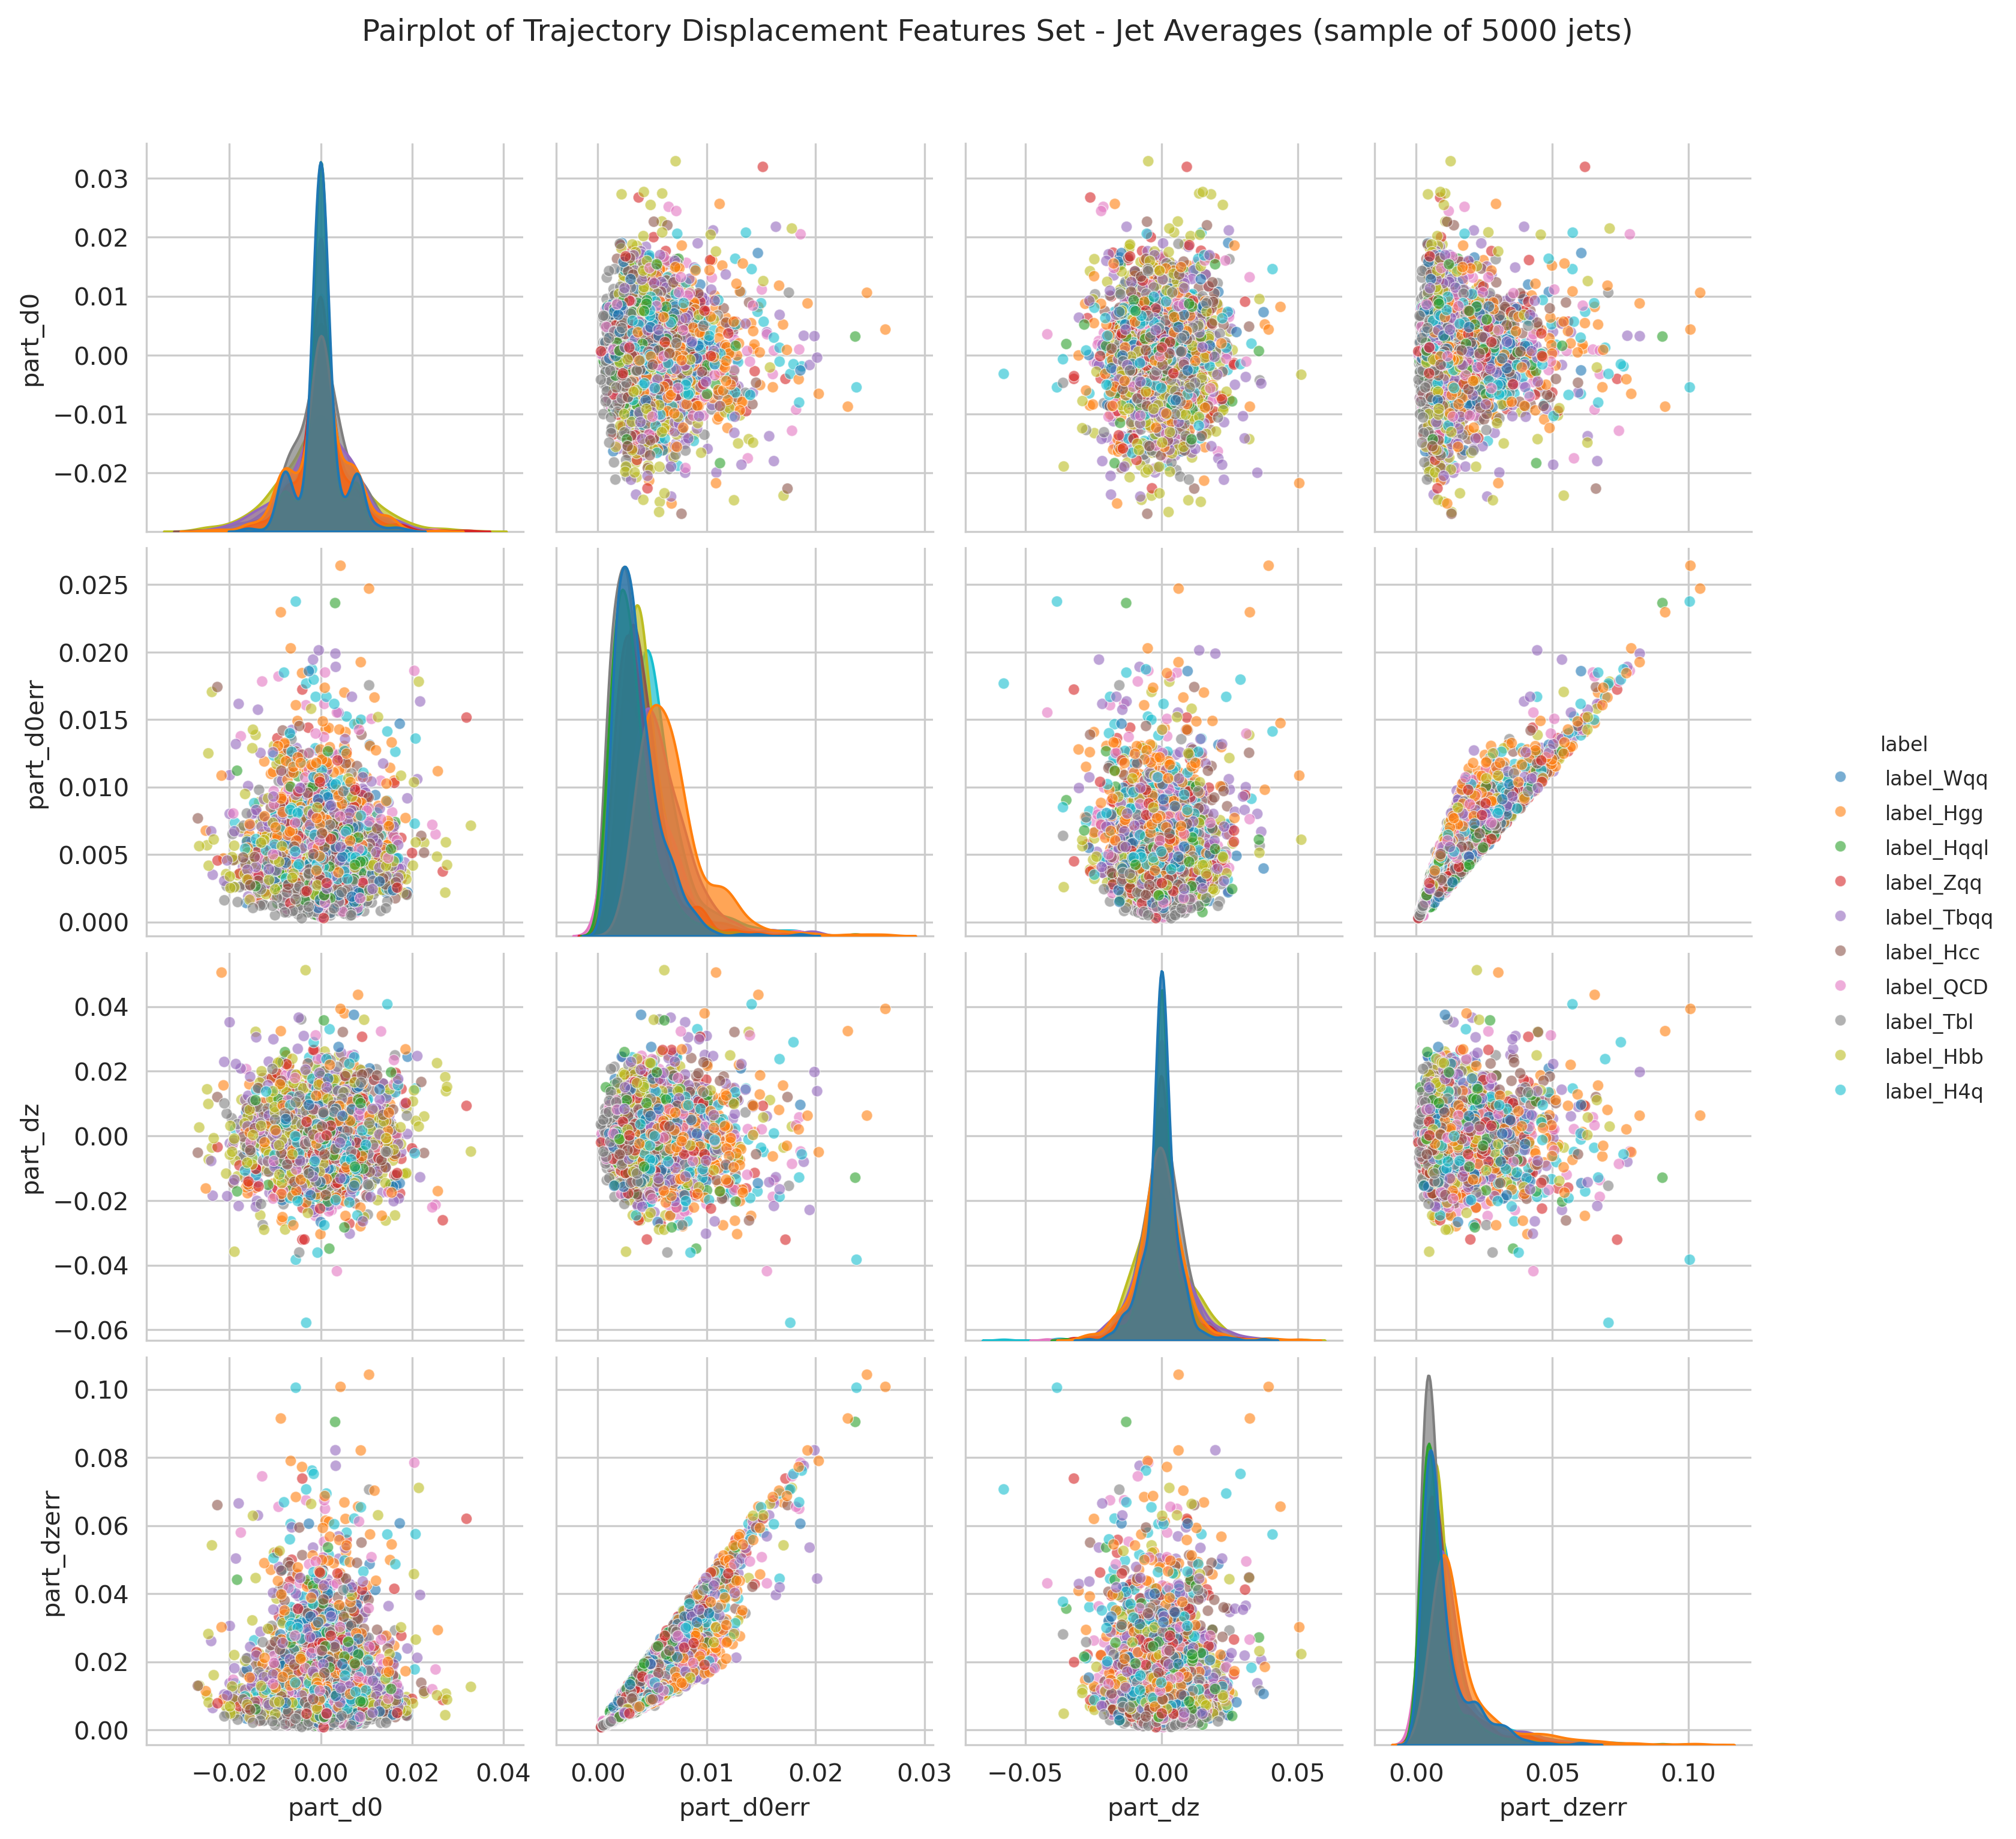 Pairplot of Trajectory Displacement Features Set - Jet Averages (sample of 5000 jets)
part_d0
0.03
0.02
0.01
0.00
−0.01
−0.02
part_d0err
0.025
0.020
0.015
0.010
0.005
0.000
part_dz
0.04
0.02
0.00
−0.02
−0.04
−0.06
part_dzerr
0.10
0.08
0.06
0.04
0.02
0.00
−0.02 0.00 0.02 0.04
part_d0
0.00 0.01 0.02 0.03
part_d0err
−0.05 0.00 0.05
part_dz
0.00 0.05 0.10
part_dzerr
label
label_Wqq
label_Hgg
label_Hqql
label_Zqq
label_Tbqq
label_Hcc
label_QCD
label_Tbl
label_Hbb
label_H4q